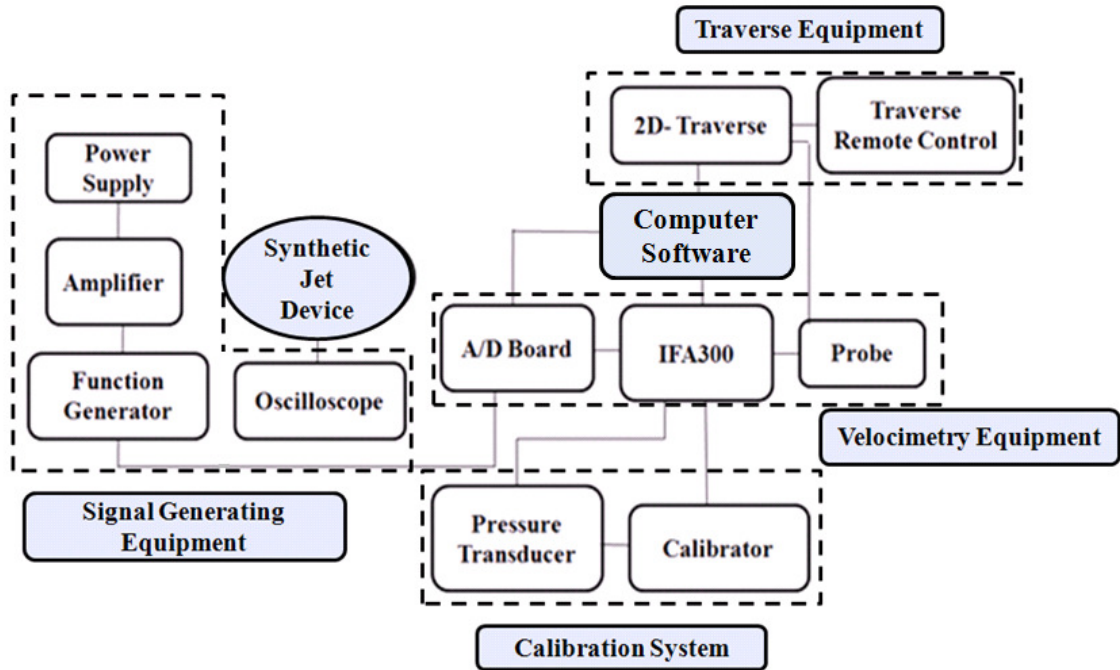 Traverse Equipment
2D- Traverse
Traverse
Remote Control
Power
Supply
Computer
Software
Synthetic
Jet
Device
Amplifier
A/D Board
IFA300
Probe
Function
Generator
Oscilloscope
Velocimetry Equipment
Signal Generating
Equipment
Pressure
Transducer
Calibrator
Calibration System